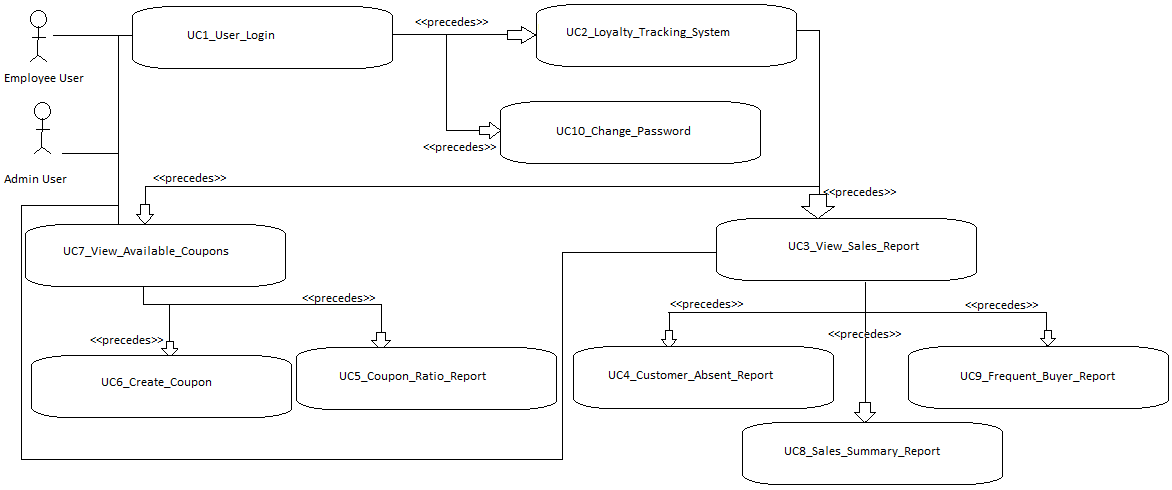 <<precedes>>
UC1_User_Login
UC2_Loyalty_Tracking_System
Employee User
UC10_Change_Password
<<precedes>>
Admin User
<<precedes>>
<<precedes>>
UC7_View_Available_Coupons
UC3_View_Sales_Report
<<precedes>>
<<precedes>>
<<precedes>>
<<precedes>>
<<precedes>>
UC6_Create_Coupon
UC5_Coupon_Ratio_Report
UC4_Customer_Absent_Report
UC9_Frequent_Buyer_Report
UC8_Sales_Summary_Report